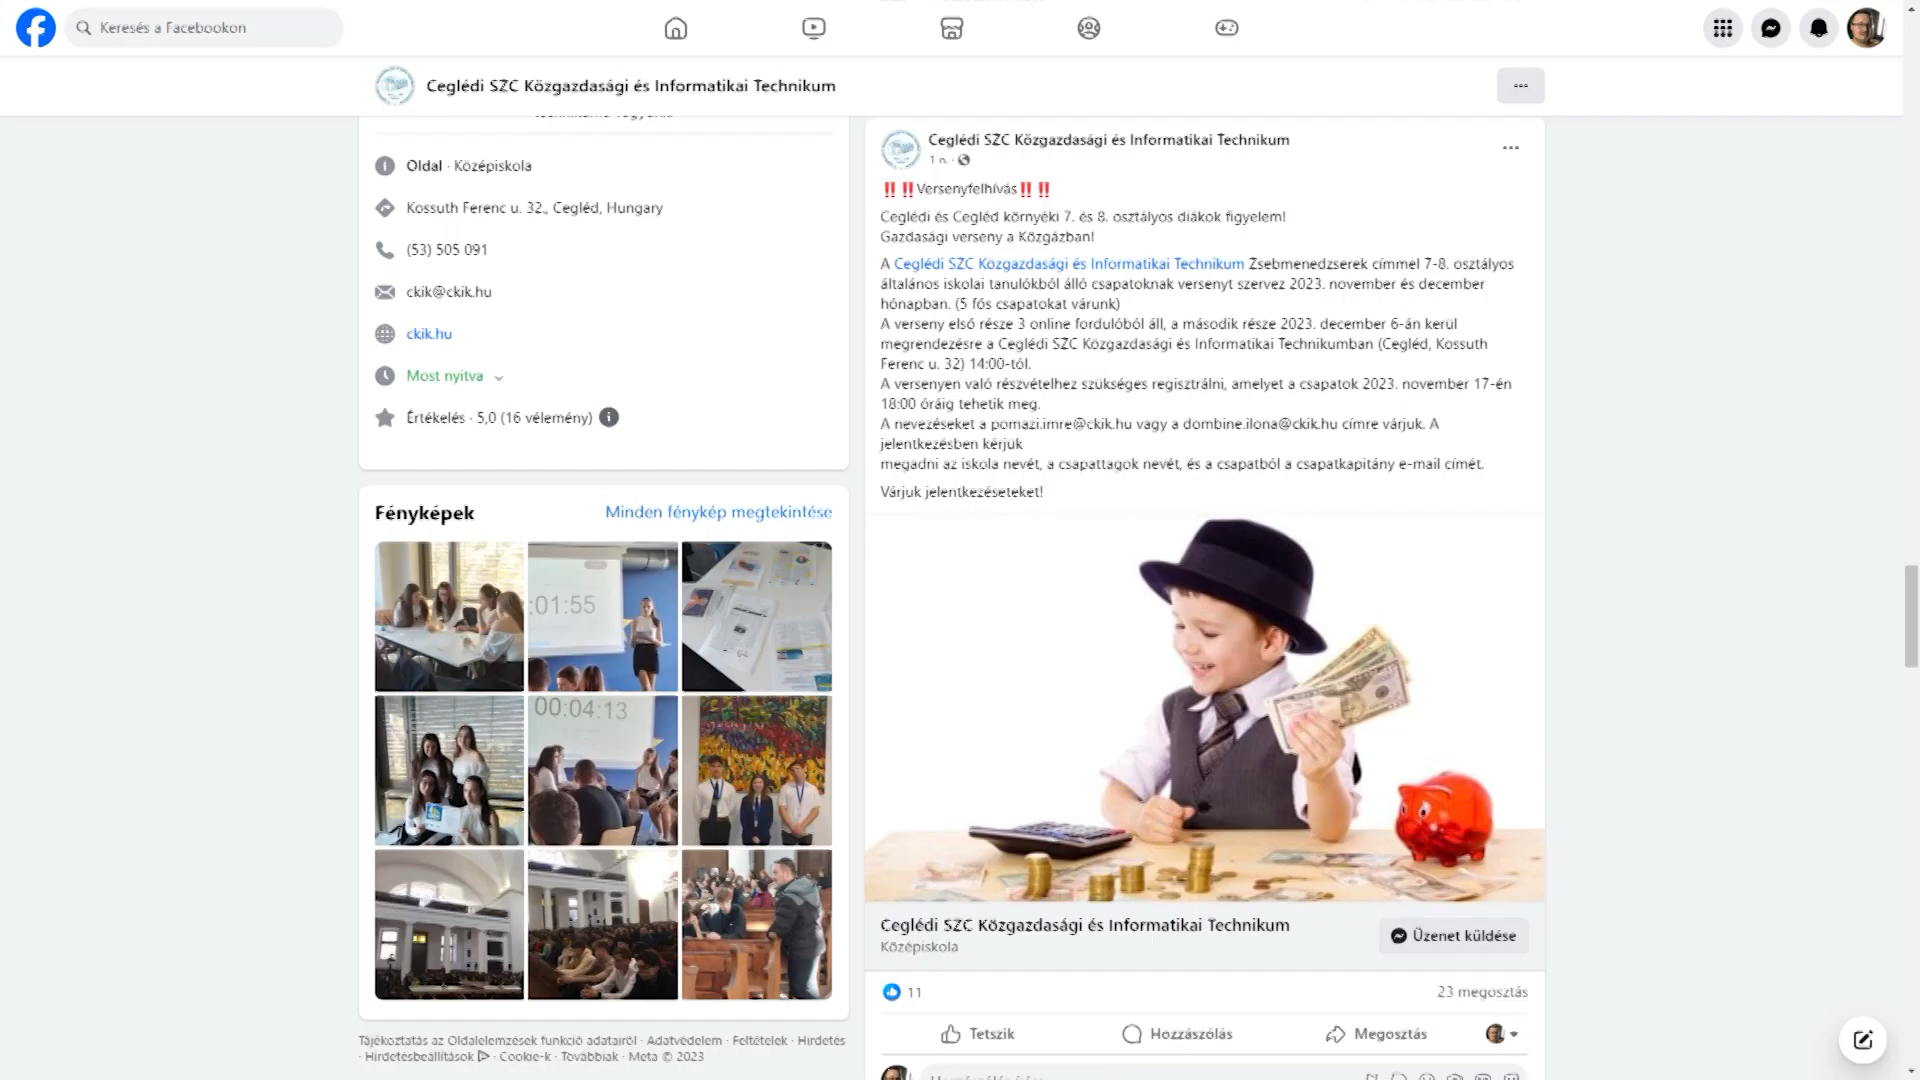 Keresés a Facebookon
Ceglédi SZC Közgazdasági és Informatikai Technikum
Oldal · Középiskola
Kossuth Ferenc u. 32., Cegléd, Hungary
(53) 505 091
ckik@ckik.hu
ckik.hu
Most nyitva
Értékelés · 5,0 (16 vélemény)
Fényképek
Minden fénykép megtekintése
:01:55
00:04:13
Tájékoztatás az Oldalelemzések funkció adatairól · Adatvédelem · Feltételek · Hirdetés
· Hirdetésbeállítások · Cookie-k · Továbbiak · Meta © 2023
Ceglédi SZC Közgazdasági és Informatikai Technikum
1 n. ·
‼‼Versenyfelhívás‼‼
Ceglédi és Cegléd környéki 7. és 8. osztályos diákok figyelem!
Gazdasági verseny a Közgázban!
A Ceglédi SZC Közgazdasági és Informatikai Technikum Zsebmenedzserek címmel 7-8. osztályos
általános iskolai tanulókból álló csapatoknak versenyt szervez 2023. november és december
hónapban. (5 fős csapatokat várunk)
A verseny első része 3 online fordulóból áll, a második része 2023. december 6-án kerül
megrendezésre a Ceglédi SZC Közgazdasági és Informatikai Technikumban (Cegléd, Kossuth
Ferenc u. 32) 14:00-tól.
A versenyen való részvételhez szükséges regisztrálni, amelyet a csapatok 2023. november 17-én
18:00 óráig tehetik meg.
A nevezéseket a pomazi.imre@ckik.hu vagy a dombine.ilona@ckik.hu címre várjuk. A
jelentkezésben kérjük
megadni az iskola nevét, a csapattagok nevét, és a csapatból a csapatkapitány e-mail címét.
Várjuk jelentkezéseteket!
Ceglédi SZC Közgazdasági és Informatikai Technikum
Középiskola
Üzenet küldése
11
23 megosztás
Tetszik
Hozzászólás
Megosztás